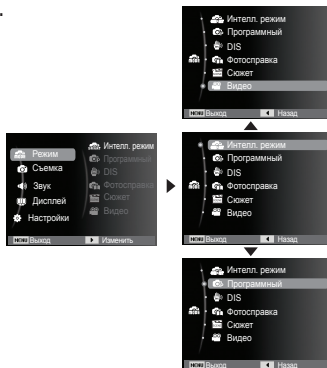 .
Интелл. режим
Программный
DIS
Фотосправка
Сюжет
Видео
MENU Выход Назад
Режим
Съемка
Звук
Дисплей
Настройки
Интелл. режим
Программный
DIS
Фотосправка
Сюжет
Видео
MENU Выход Изменить
Интелл. режим
Программный
DIS
Фотосправка
Сюжет
Видео
MENU Выход Назад
Интелл. режим
Программный
DIS
Фотосправка
Сюжет
Видео
MENU Выход Назад